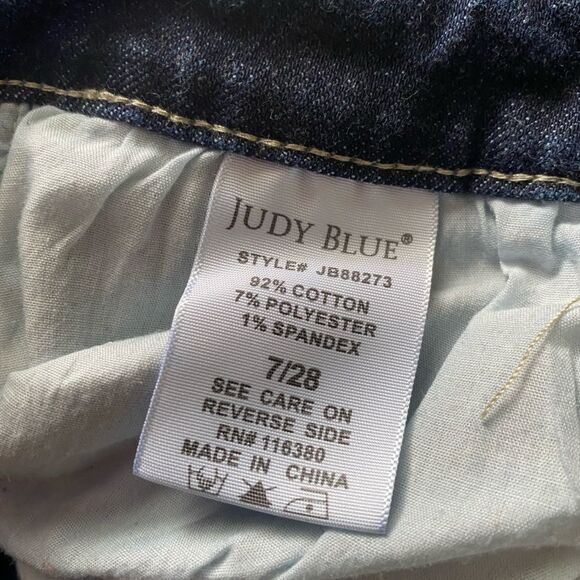 JUDY BLUE®
STYLE# JB88273
92% COTTON
7% POLYESTER
1% SPANDEX
7/28
SEE CARE ON
REVERSE SIDE
RN# 116380
MADE IN CHINA